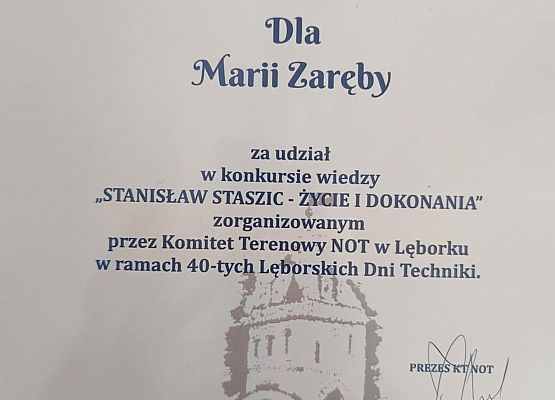 Dla
Marii Zaręby
za udział
w konkursie wiedzy
„STANISŁAW STASZIC - ŻYCIE I DOKONANIA”
zorganizowanym
przez Komitet Terenowy NOT w Lęborku
w ramach 40-tych Lęborskich Dni Techniki.
PREZES KT NOT